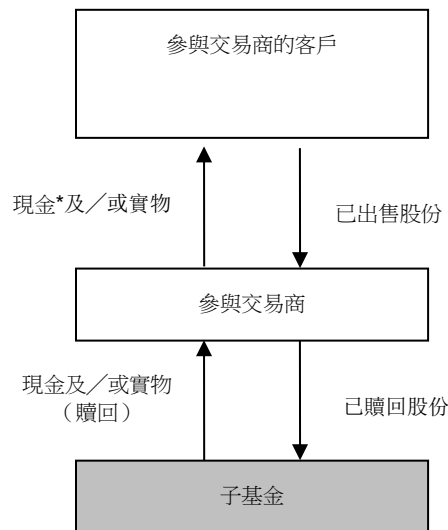 參與交易商的客戶
現金*及／或實物
已出售股份
參與交易商
現金及／或實物
（贖回）
已贖回股份
子基金